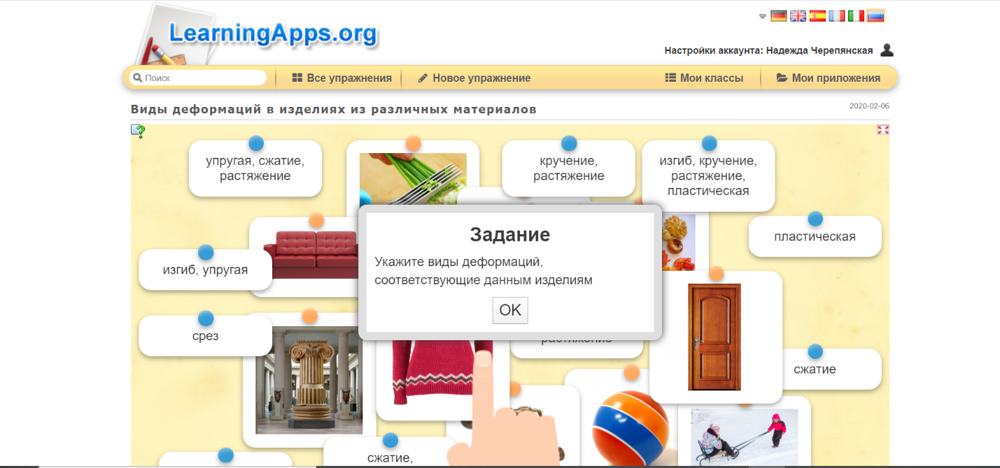 LearningApps.org
Настройки аккаунта: Надежда Черепянская
Поиск
Все упражнения
Новое упражнение
Мои классы
Мои приложения
Виды деформаций в изделиях из различных материалов
2020-02-06
упругая, сжатие,
растяжение
кручение,
растяжение
изгиб, кручение,
растяжение,
пластическая
пластическая
изгиб, упругая
Задание
Укажите виды деформаций,
соответствующие данным изделиям
OK
срез
растяжение
сжатие
сжатие,